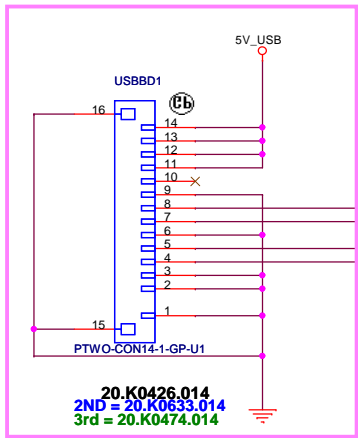 5V_USB
USBBD1
16
14
13
12
11
10
9
8
7
6
5
4
3
2
1
15
PTWO-CON14-1-GP-U1
20.K0426.014
2ND = 20.K0633.014
3rd = 20.K0474.014